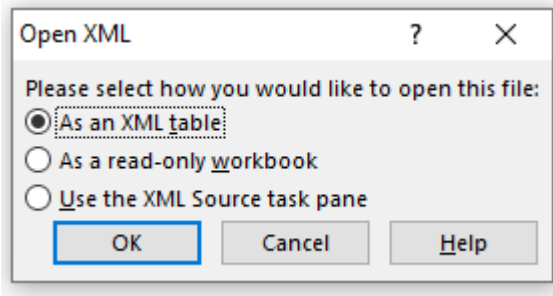 Open XML
?
Please select how you would like to open this file:
As an XML table
As a read-only workbook
Use the XML Source task pane
OK Cancel Help